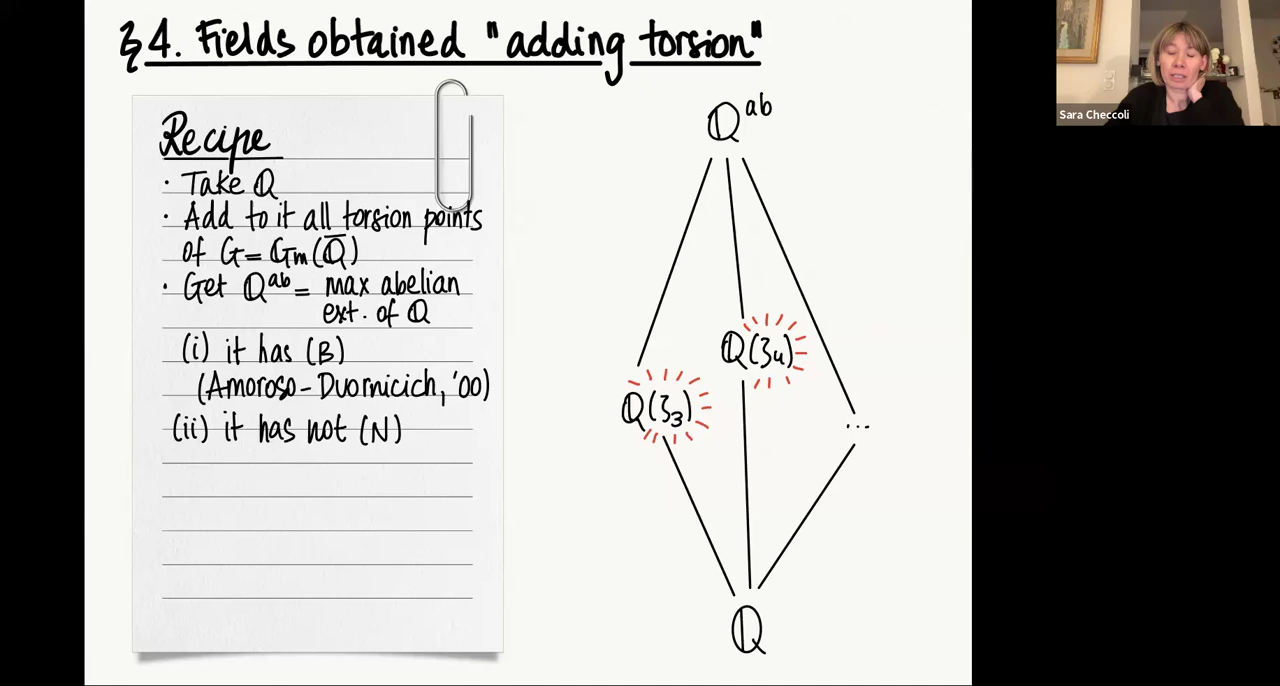 §4. Fields obtained "adding torsion"
Recipe
· Take ℚ
· Add to it all torsion points
of G = Gm(ℚ̅)
· Get ℚ^ab = max abelian
ext. of ℚ
(i) it has (B)
(Amoroso-Dvornicich, '00)
(ii) it has not (N)
ℚ^ab
ℚ(ζ₄)
ℚ(ζ₃)
...
ℚ
Sara Checcoli